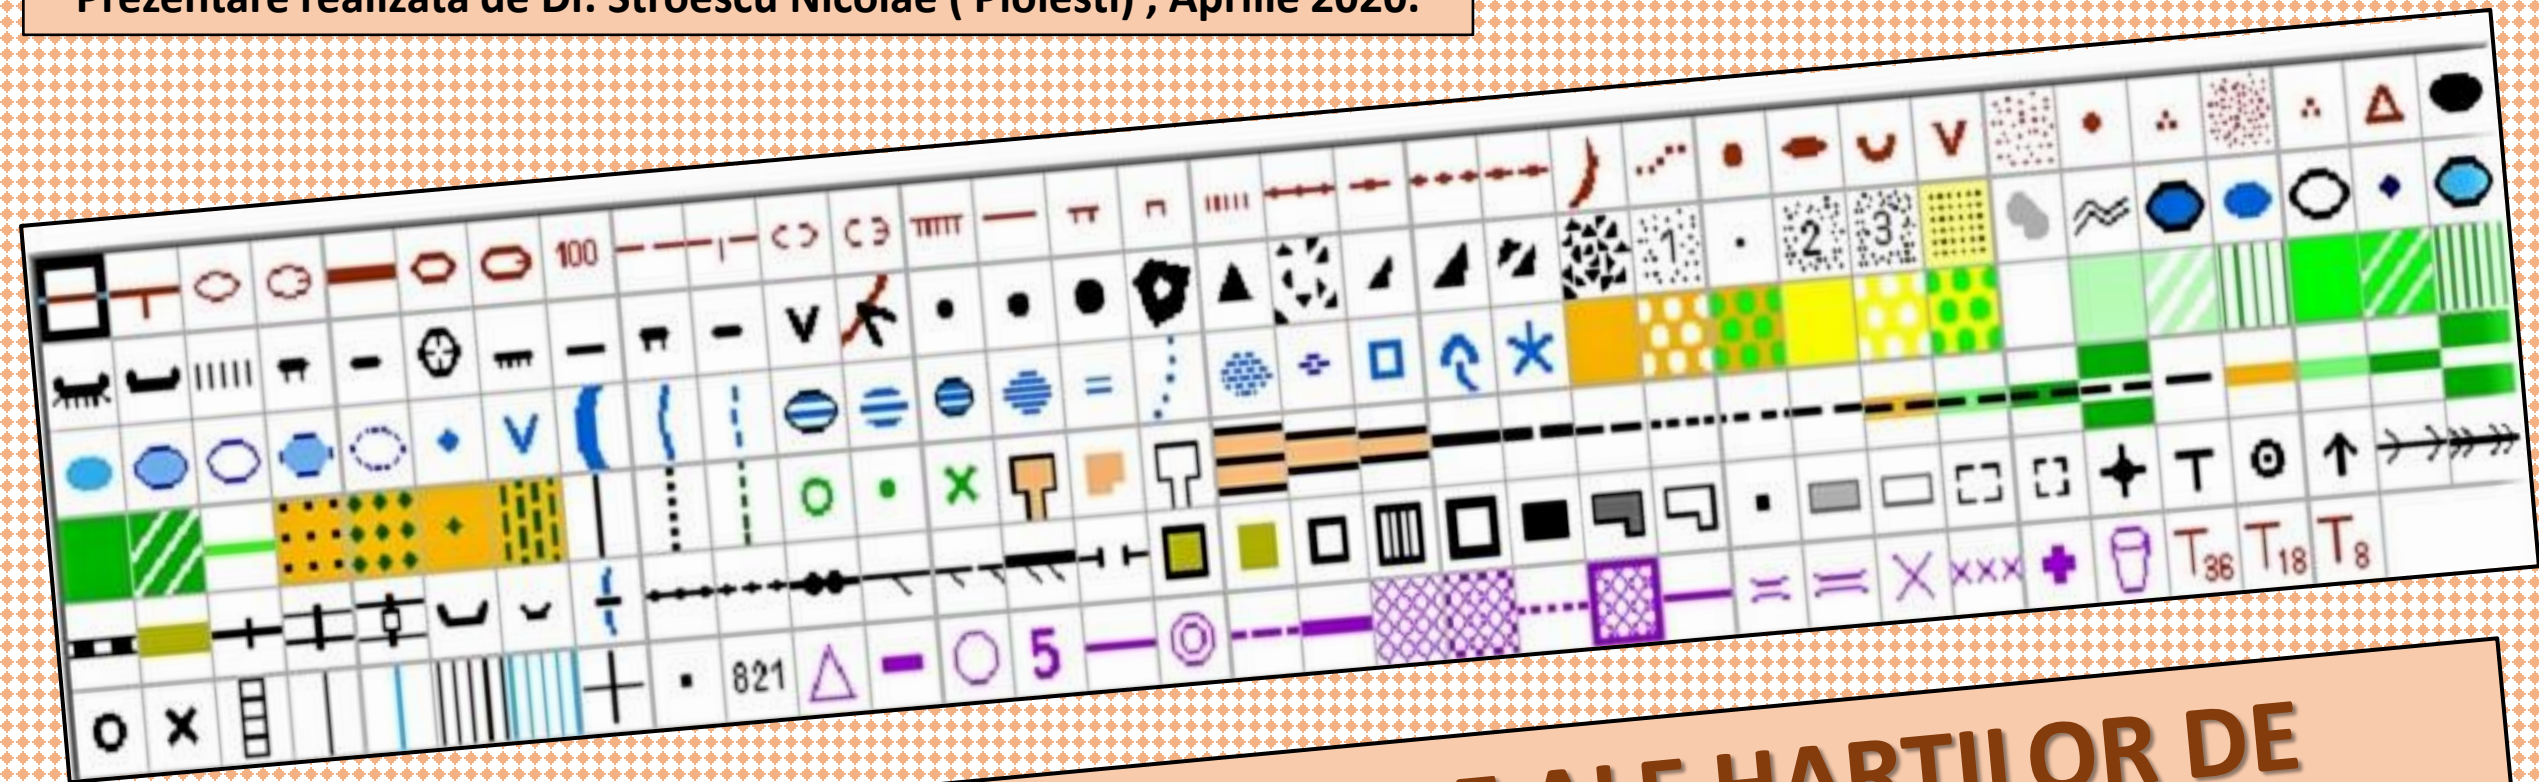 Prezentare realizata de Dr. Stroescu Nicolae ( Ploiesti) , Aprilie 2020.
100
1 2 3
821 5 T36 T18 T8
ALE HARTILOR DE